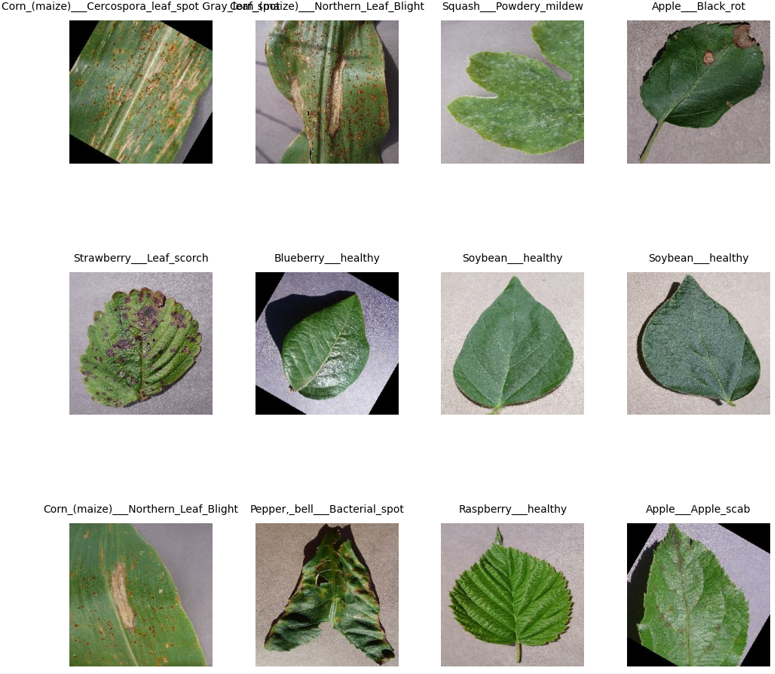 Corn_(maize)___Cercospora_leaf_spot Gray_leaf_spot
Corn_(maize)___Northern_Leaf_Blight
Squash___Powdery_mildew
Apple___Black_rot
Strawberry___Leaf_scorch
Blueberry___healthy
Soybean___healthy
Soybean___healthy
Corn_(maize)___Northern_Leaf_Blight
Pepper,_bell___Bacterial_spot
Raspberry___healthy
Apple___Apple_scab